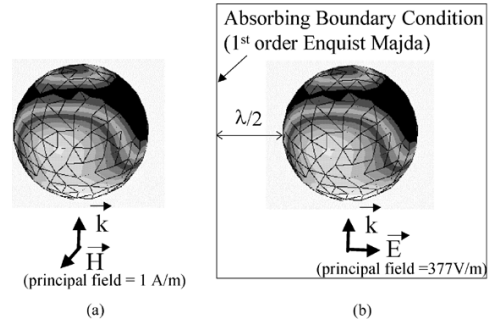 Absorbing Boundary Condition
(1st order Enquist Majda)
λ/2
k
H
(principal field = 1 A/m)
(a)
k
E
(principal field =377V/m)
(b)